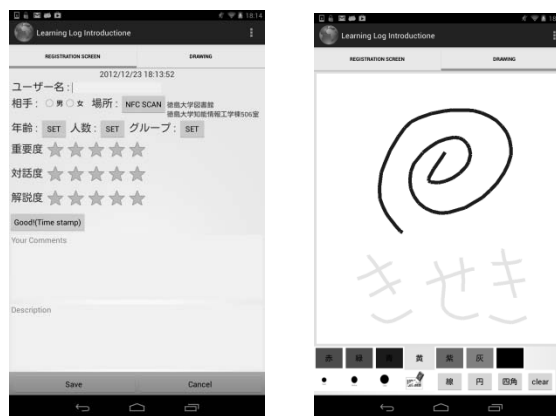 18:14
Learning Log Introductione
REGISTRATION SCREEN DRAWING
2012/12/23 18:13:52
ユーザー名:
相手: 男 女 場所: NFC SCAN 徳島大学図書館
徳島大学知能情報工学棟506室
年齢: SET 人数: SET グループ: SET
重要度
対話度
解説度
Good!(Time stamp)
Your Comments
Description
Save Cancel
Learning Log Introductione
REGISTRATION SCREEN DRAWING
きせき
赤 緑 黄 紫 灰
線 円 四角 clear